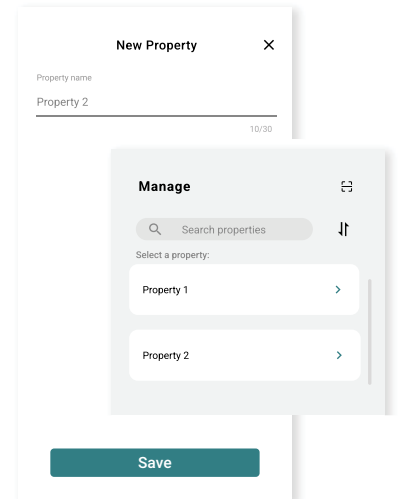 New Property
Property name
Property 2
10/30
Manage
Search properties
Select a property:
Property 1
Property 2
Save